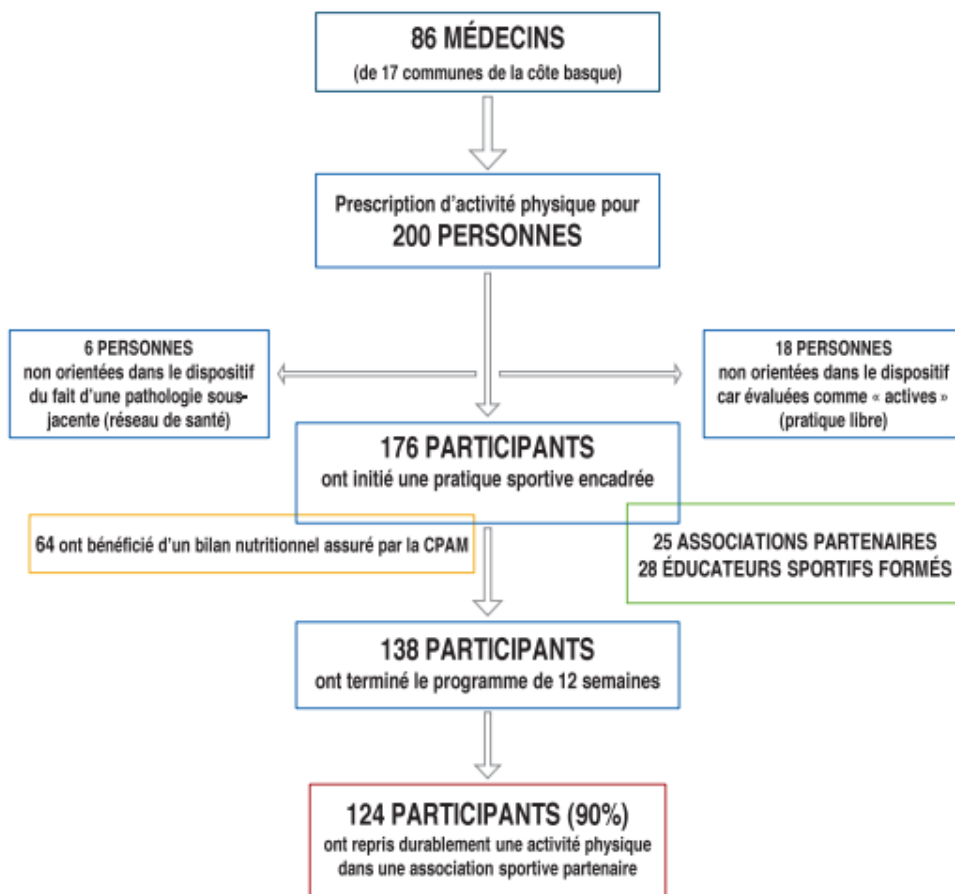 86 MÉDECINS
(de 17 communes de la côte basque)
Prescription d'activité physique pour
200 PERSONNES
6 PERSONNES
non orientées dans le dispositif
du fait d'une pathologie sous-
jacente (réseau de santé)
18 PERSONNES
non orientées dans le dispositif
car évaluées comme « actives »
(pratique libre)
176 PARTICIPANTS
ont initié une pratique sportive encadrée
64 ont bénéficié d'un bilan nutritionnel assuré par la CPAM
25 ASSOCIATIONS PARTENAIRES
28 ÉDUCATEURS SPORTIFS FORMÉS
138 PARTICIPANTS
ont terminé le programme de 12 semaines
124 PARTICIPANTS (90%)
ont repris durablement une activité physique
dans une association sportive partenaire